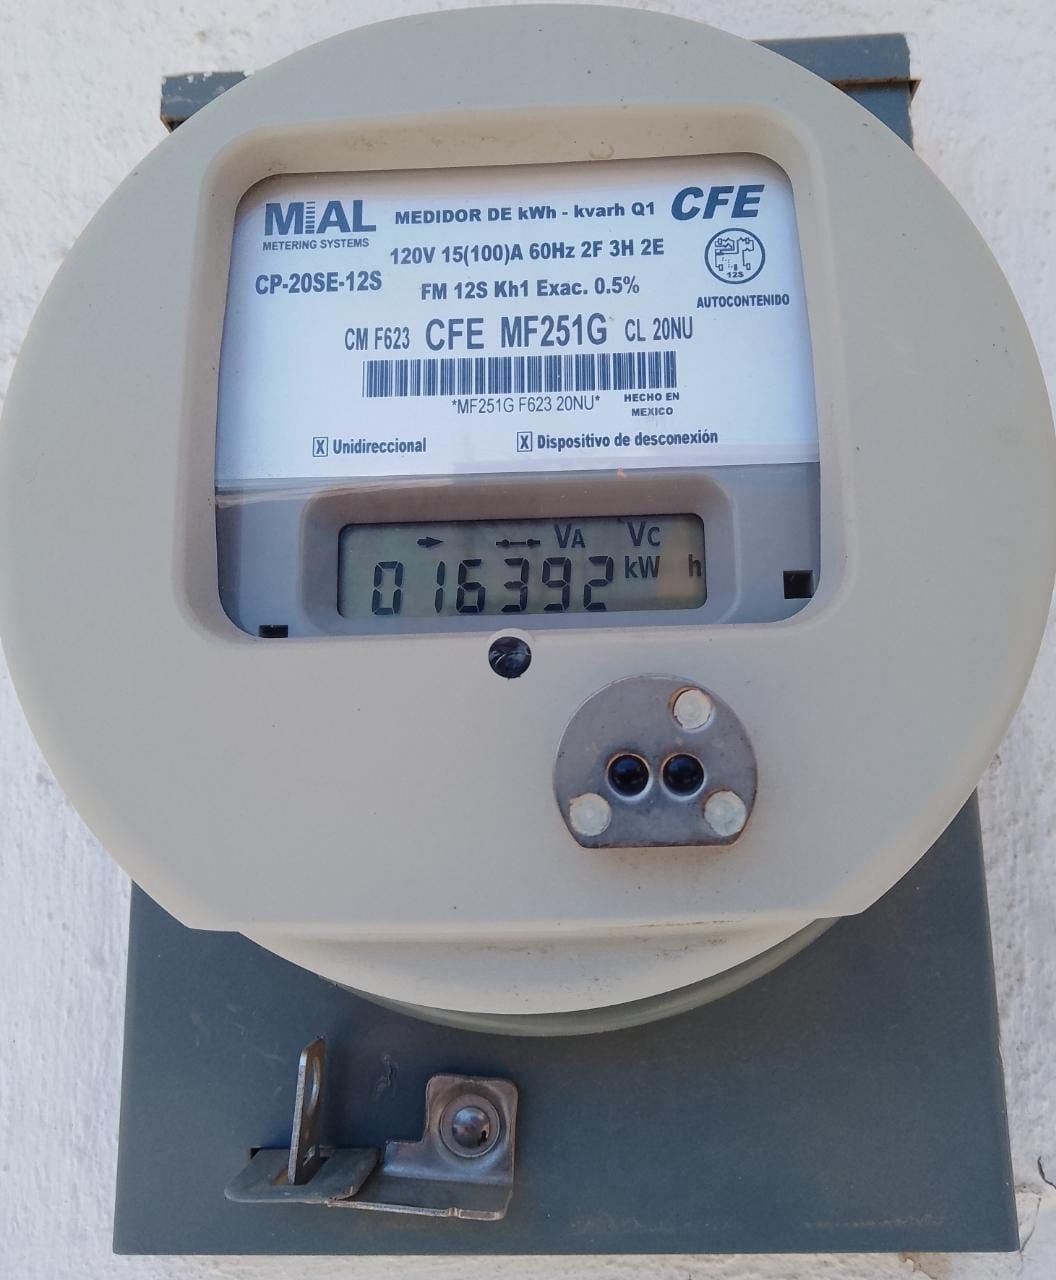 MIAL
METERING SYSTEMS
MEDIDOR DE kWh - kvarh Q1
CFE
120V 15(100)A 60Hz 2F 3H 2E
CP-20SE-12S
FM 12S Kh1 Exac. 0.5%
12S
AUTOCONTENIDO
CM F623 CFE MF251G CL 20NU
*MF251G F623 20NU*
HECHO EN
MEXICO
X Unidireccional
X Dispositivo de desconexión
VA VC
016392 kW h